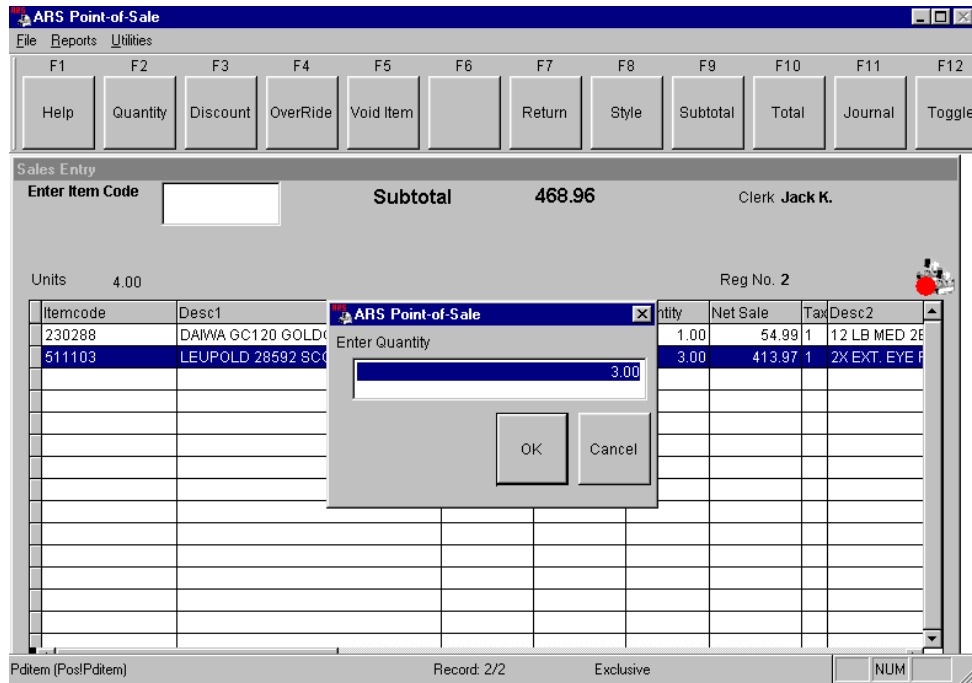 ARS Point-of-Sale
File Reports Utilities
F1 F2 F3 F4 F5 F6 F7 F8 F9 F10 F11 F12
Help Quantity Discount OverRide Void Item Return Style Subtotal Total Journal Toggle
Sales Entry
Enter Item Code Subtotal 468.96 Clerk Jack K.
Units 4.00 Reg No. 2
Itemcode Desc1 ntity Net Sale Tax Desc2
230288 DAIWA GC120 GOLD 1.00 54.99 1 12 LB MED 2
511103 LEUPOLD 28592 SC 3.00 413.97 1 2X EXT. EYE
ARS Point-of-Sale
Enter Quantity
3.00
OK Cancel
Pditem (Pos!Pditem) Record: 2/2 Exclusive NUM